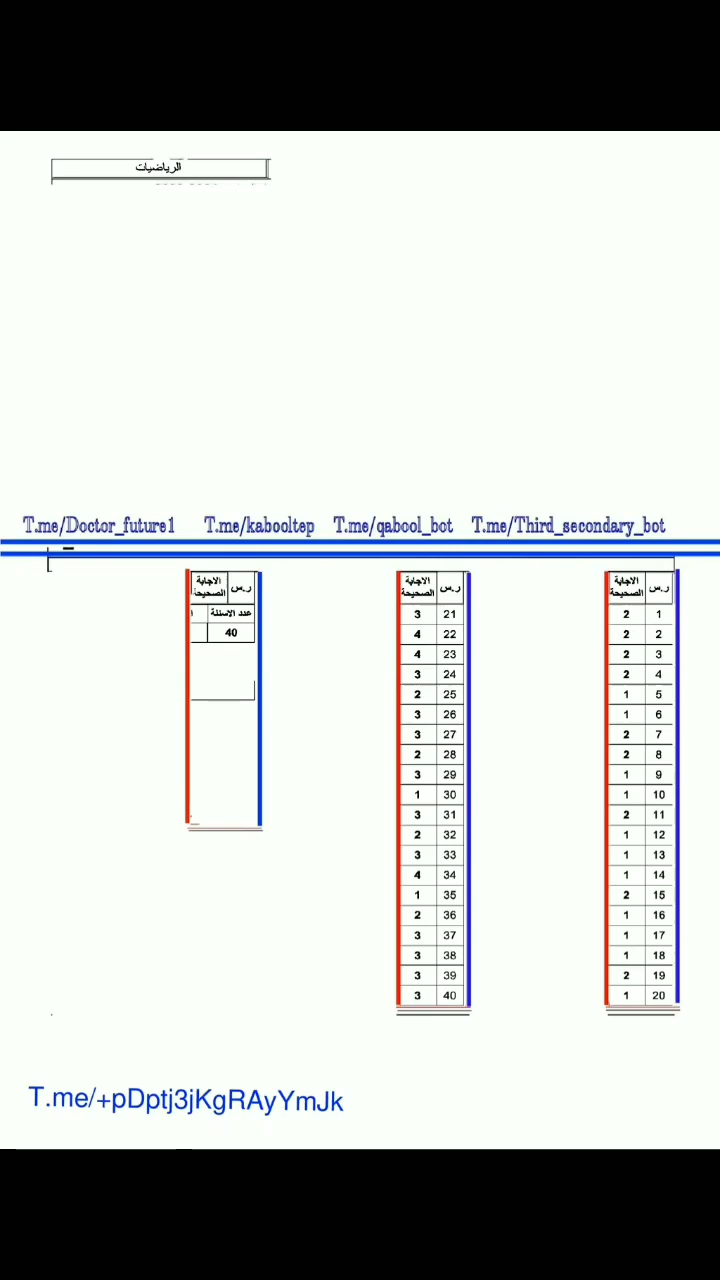 الرياضيات
T.me/Doctor_future1 T.me/kabooltep T.me/qabool_bot T.me/Third_secondary_bot
ر.س الاجابة الصحيحة ر.س الاجابة الصحيحة ر.س الاجابة الصحيحة
1 2 21 3 عدد الاسئلة
2 2 22 4 40
3 2 23 4
4 2 24 3
5 1 25 2
6 1 26 3
7 2 27 3
8 2 28 2
9 1 29 3
10 1 30 1
11 2 31 3
12 1 32 2
13 1 33 3
14 1 34 4
15 2 35 1
16 1 36 2
17 1 37 3
18 1 38 3
19 2 39 3
20 1 40 3
T.me/+pDptj3jKgRAyYmJk